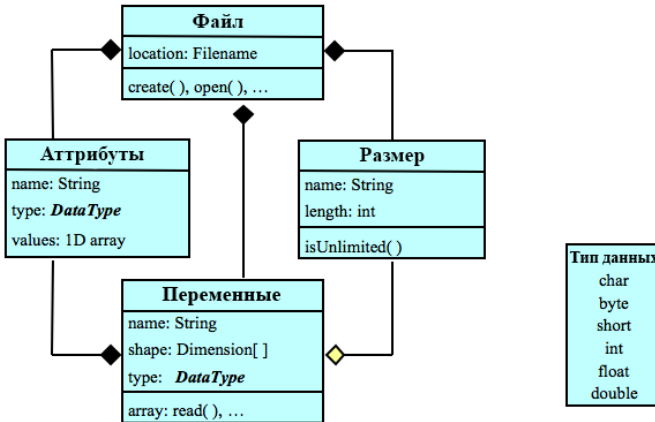 Файл
location: Filename
create( ), open( ), ...
Аттрибуты
name: String
type: DataType
values: 1D array
Размер
name: String
length: int
isUnlimited( )
Переменные
name: String
shape: Dimension[ ]
type: DataType
array: read( ), ...
Тип данных
char
byte
short
int
float
double